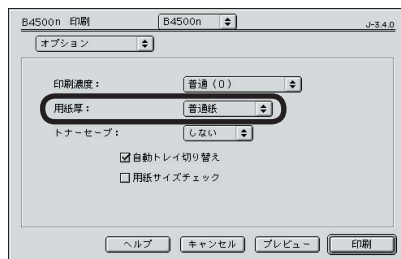 B4500n 印刷 B4500n J-3.4.0
オプション
印刷濃度： 普通（0）
用紙厚： 普通紙
トナーセーブ： しない
自動トレイ切り替え
用紙サイズチェック
ヘルプ キャンセル プレビュー 印刷